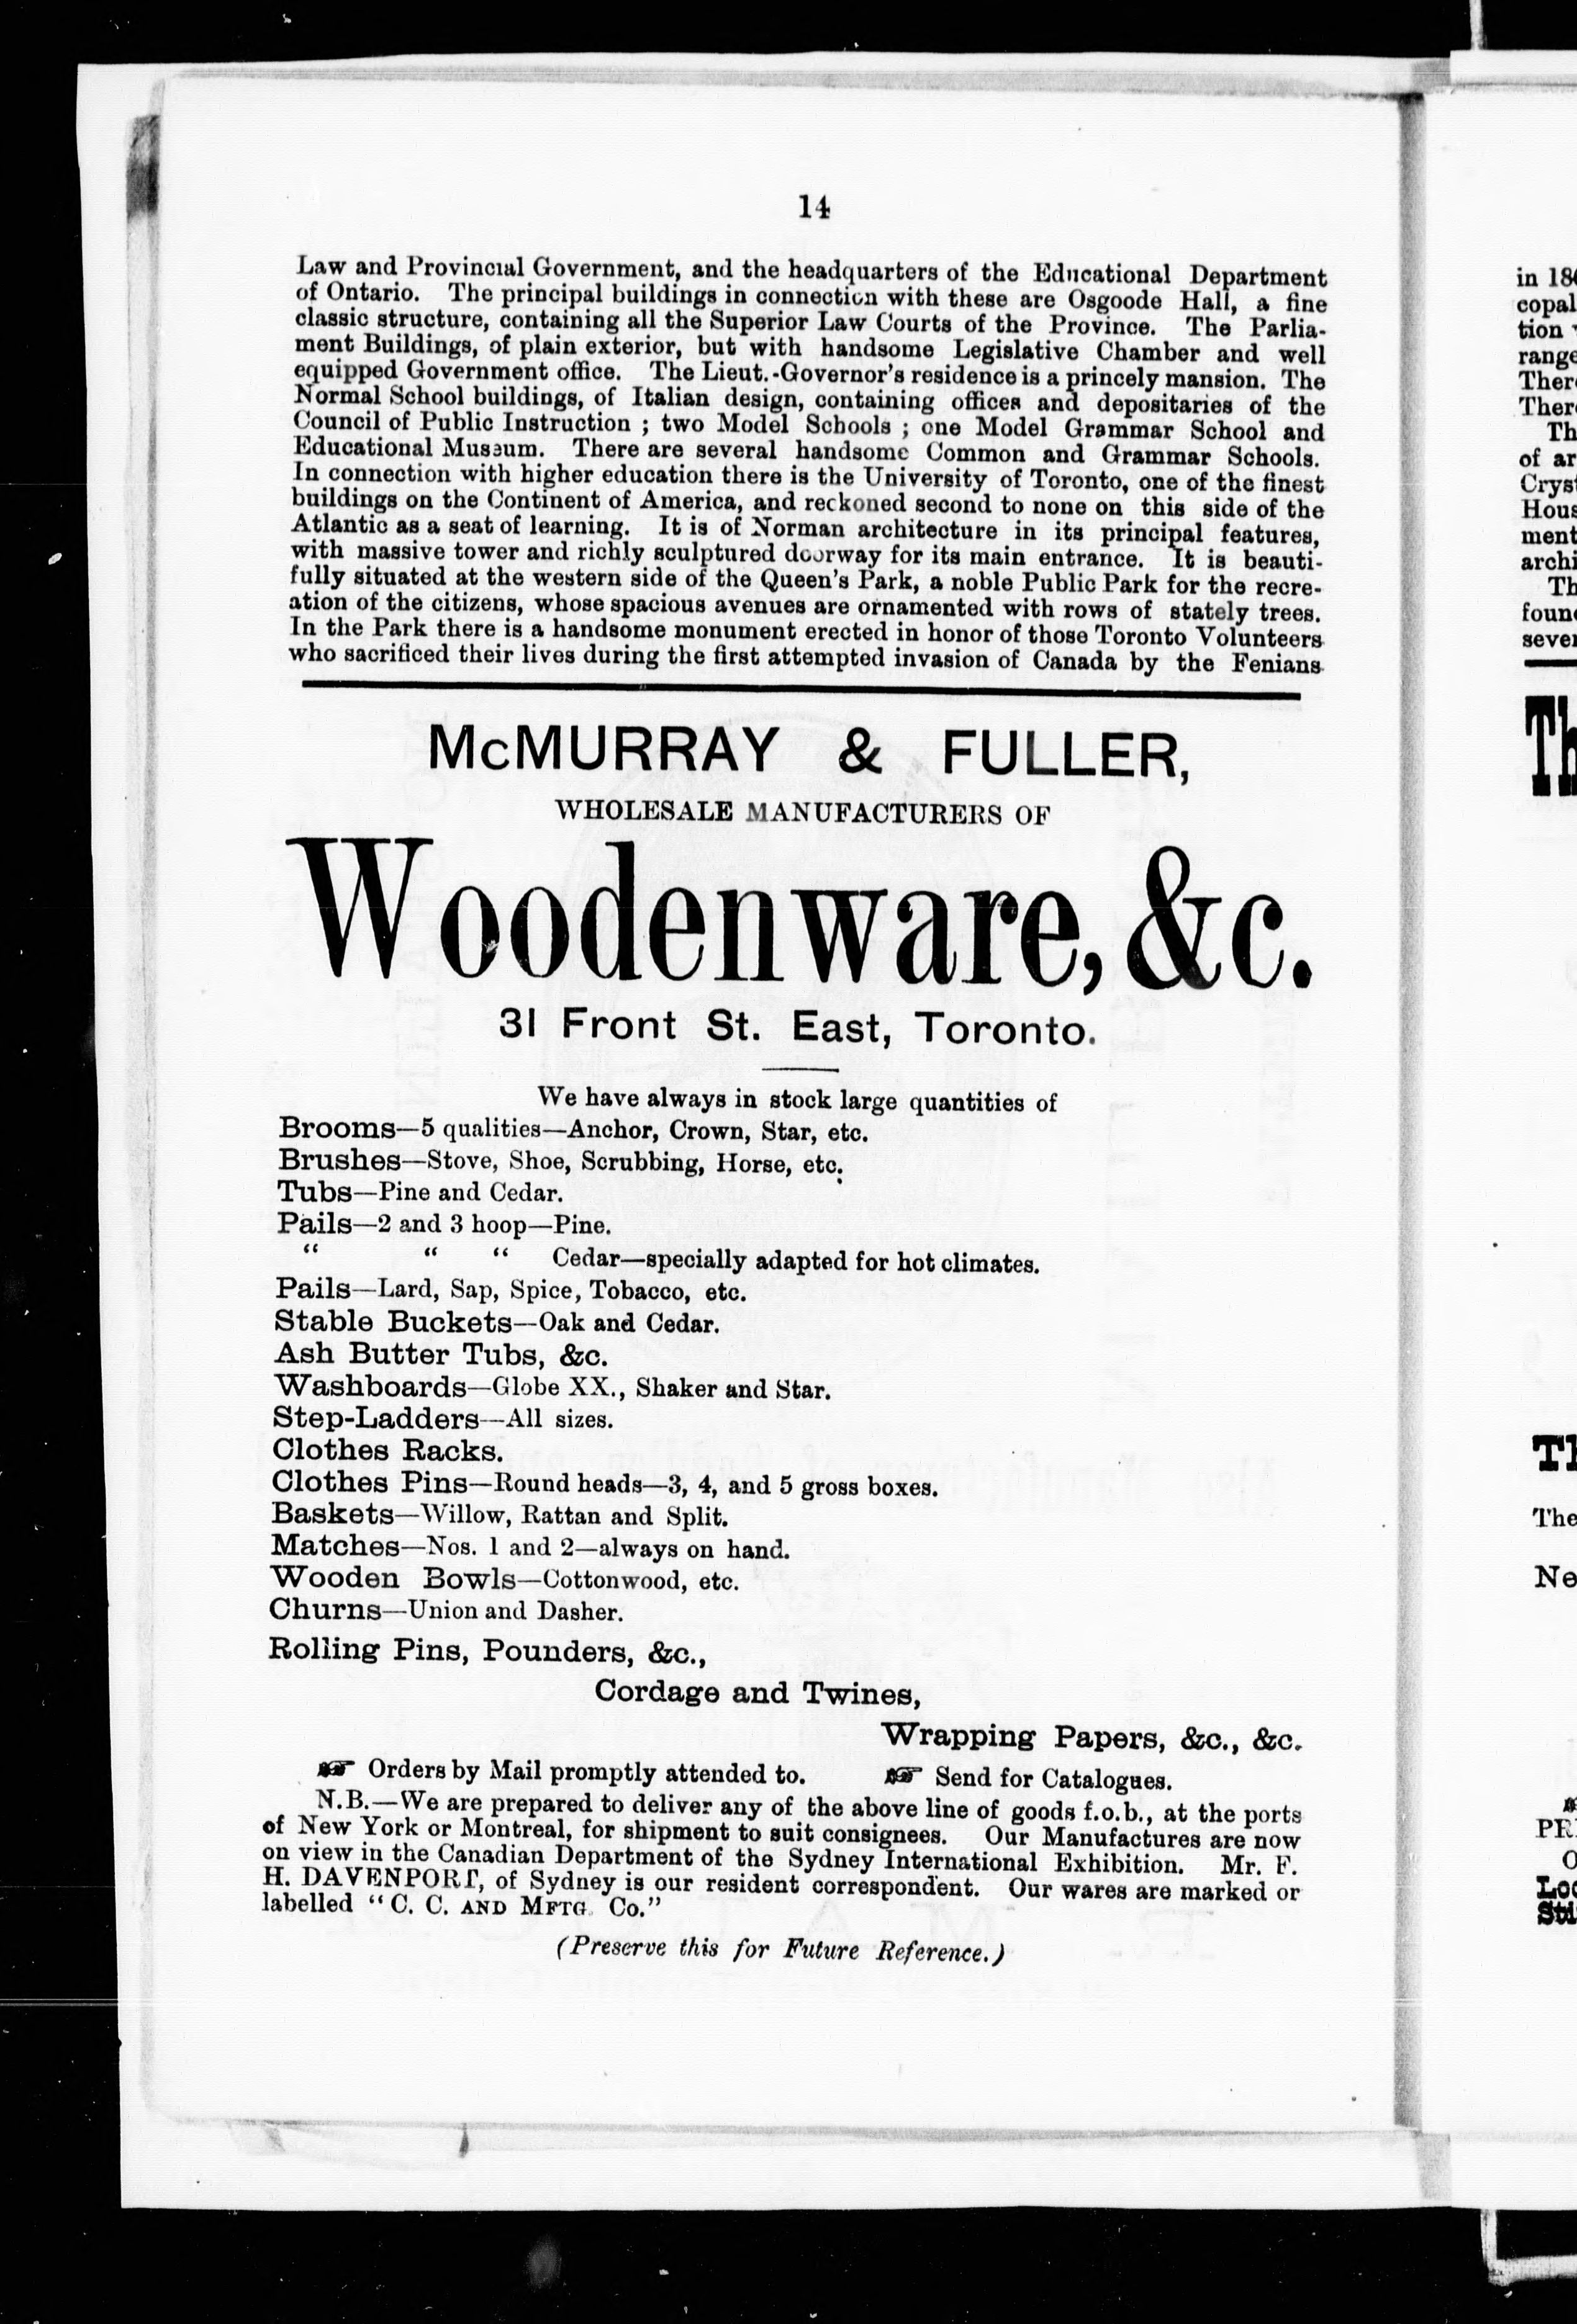 14
Law and Provincial Government, and the headquarters of the Educational Department
of Ontario. The principal buildings in connection with these are Osgoode Hall, a fine
classic structure, containing all the Superior Law Courts of the Province. The Parlia-
ment Buildings, of plain exterior, but with handsome Legislative Chamber and well
equipped Government office. The Lieut.-Governor's residence is a princely mansion. The
Normal School buildings, of Italian design, containing offices and depositaries of the
Council of Public Instruction ; two Model Schools ; one Model Grammar School and
Educational Museum. There are several handsome Common and Grammar Schools.
In connection with higher education there is the University of Toronto, one of the finest
buildings on the Continent of America, and reckoned second to none on this side of the
Atlantic as a seat of learning. It is of Norman architecture in its principal features,
with massive tower and richly sculptured doorway for its main entrance. It is beauti-
fully situated at the western side of the Queen's Park, a noble Public Park for the recre-
ation of the citizens, whose spacious avenues are ornamented with rows of stately trees.
In the Park there is a handsome monument erected in honor of those Toronto Volunteers
who sacrificed their lives during the first attempted invasion of Canada by the Fenians
McMURRAY & FULLER,
WHOLESALE MANUFACTURERS OF
Woodenware, &c.
31 Front St. East, Toronto.
We have always in stock large quantities of
Brooms—5 qualities—Anchor, Crown, Star, etc.
Brushes—Stove, Shoe, Scrubbing, Horse, etc.
Tubs—Pine and Cedar.
Pails—2 and 3 hoop—Pine.
“ “ “ Cedar—specially adapted for hot climates.
Pails—Lard, Sap, Spice, Tobacco, etc.
Stable Buckets—Oak and Cedar.
Ash Butter Tubs, &c.
Washboards—Globe XX., Shaker and Star.
Step-Ladders—All sizes.
Clothes Racks.
Clothes Pins—Round heads—3, 4, and 5 gross boxes.
Baskets—Willow, Rattan and Split.
Matches—Nos. 1 and 2—always on hand.
Wooden Bowls—Cottonwood, etc.
Churns—Union and Dasher.
Rolling Pins, Pounders, &c.,
Cordage and Twines,
Wrapping Papers, &c., &c.
☞ Orders by Mail promptly attended to. ☞ Send for Catalogues.
N.B.—We are prepared to deliver any of the above line of goods f.o.b., at the ports
of New York or Montreal, for shipment to suit consignees. Our Manufactures are now
on view in the Canadian Department of the Sydney International Exhibition. Mr. F.
H. DAVENPORT, of Sydney is our resident correspondent. Our wares are marked or
labelled “C. C. AND MFTG. Co.”
(Preserve this for Future Reference.)
copal
tion
range
of ar
ment
archi
Th
The
Ne